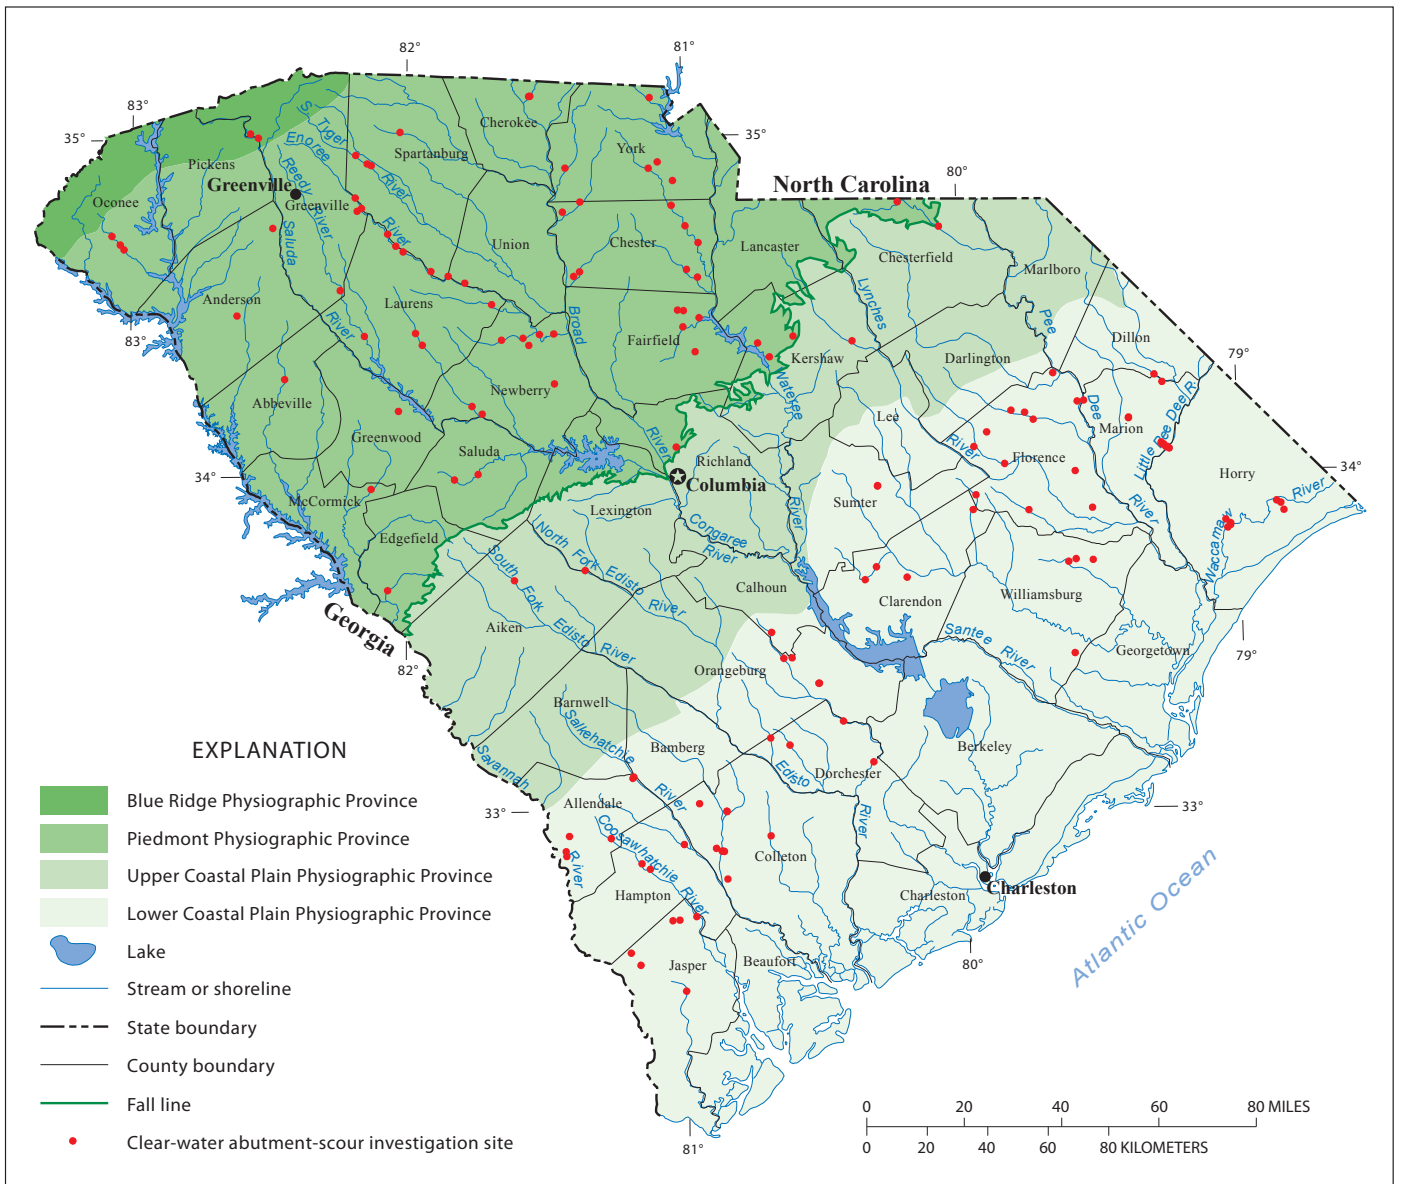 82°
81°
83°
35°
35°
80°
North Carolina
Cherokee
York
S. Tyger
River
Enoree
River
Spartanburg
Pickens
Greenville
Greenville
Reedy River
Oconee
Saluda
River
Union
Chester
Lancaster
Chesterfield
Marlboro
Anderson
Laurens
Broad
River
Fairfield
Lynches
River
Pee
Dee
River
Dillon
83°
79°
Kershaw
Darlington
Newberry
Wateree
River
Abbeville
Lee
Marion
Little Pee Dee R.
Greenwood
Saluda
Richland
Florence
34°
34°
Columbia
Horry
River
Waccamaw
McCormick
Lexington
Sumter
Edgefield
Congaree
River
North Fork Edisto
River
South Fork
Edisto River
Calhoun
Clarendon
Williamsburg
Georgia
Aiken
Santee River
Georgetown
82°
79°
Orangeburg
Barnwell
Salkehatchie
River
Bamberg
Berkeley
Savannah
River
Edisto
River
Dorchester
33°
33°
Allendale
Coosawhatchie River
Colleton
Charleston
Charleston
Hampton
Atlantic Ocean
Jasper
Beaufort
80°
81°
EXPLANATION
Blue Ridge Physiographic Province
Piedmont Physiographic Province
Upper Coastal Plain Physiographic Province
Lower Coastal Plain Physiographic Province
Lake
Stream or shoreline
State boundary
County boundary
Fall line
Clear-water abutment-scour investigation site
0 20 40 60 80 MILES
0 20 40 60 80 KILOMETERS